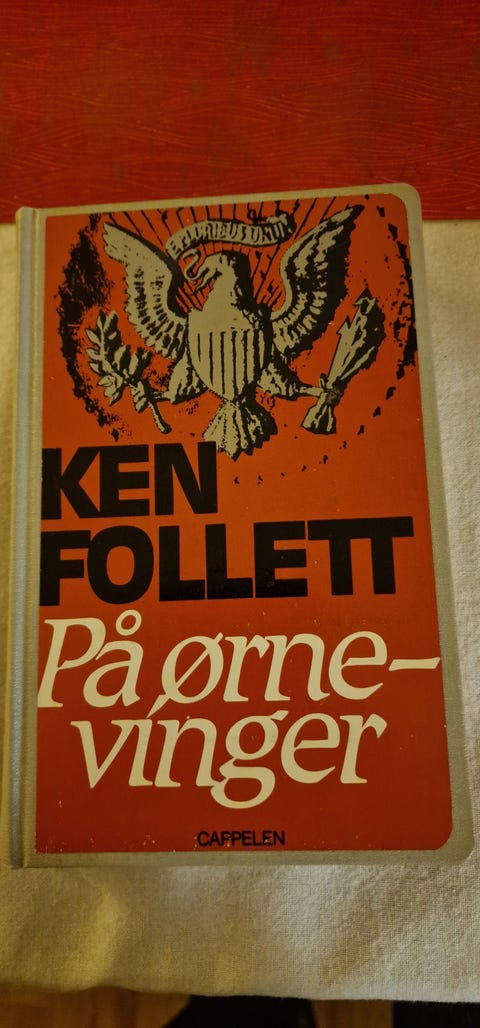 E PLURIBUS UNUM
KEN
FOLLETT
På ørne-
vinger
CAPPELEN